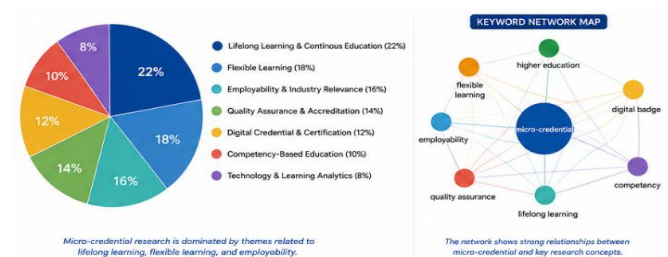 22%
18%
16%
14%
12%
10%
8%
Lifelong Learning & Continous Education (22%)
Flexible Learning (18%)
Employability & Industry Relevance (16%)
Quality Assurance & Accreditation (14%)
Digital Credential & Certification (12%)
Competency-Based Education (10%)
Technology & Learning Analytics (8%)
Micro-credential research is dominated by themes related to
lifelong learning, flexible learning, and employability.
KEYWORD NETWORK MAP
higher education
flexible
learning
digital badge
micro-credential
employability
competency
quality assurance
lifelong learning
The network shows strong relationships between
micro-credential and key research concepts.